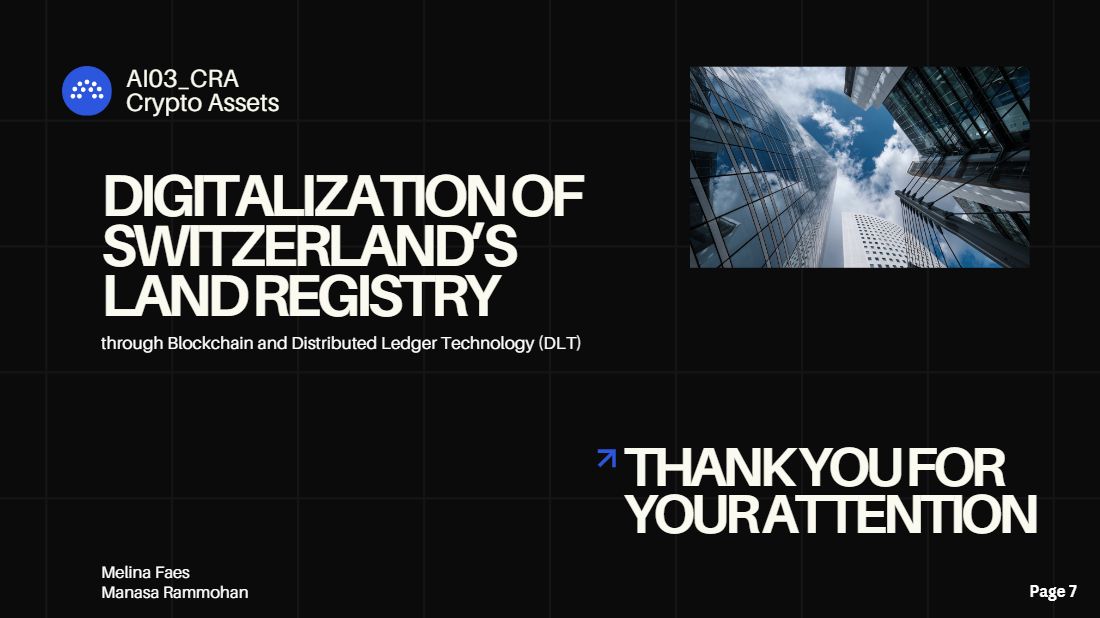 AI03_CRA
Crypto Assets
DIGITALIZATION OF
SWITZERLAND’S
LAND REGISTRY
through Blockchain and Distributed Ledger Technology (DLT)
THANK YOU FOR
YOUR ATTENTION
Melina Faes
Manasa Rammohan
Page 7